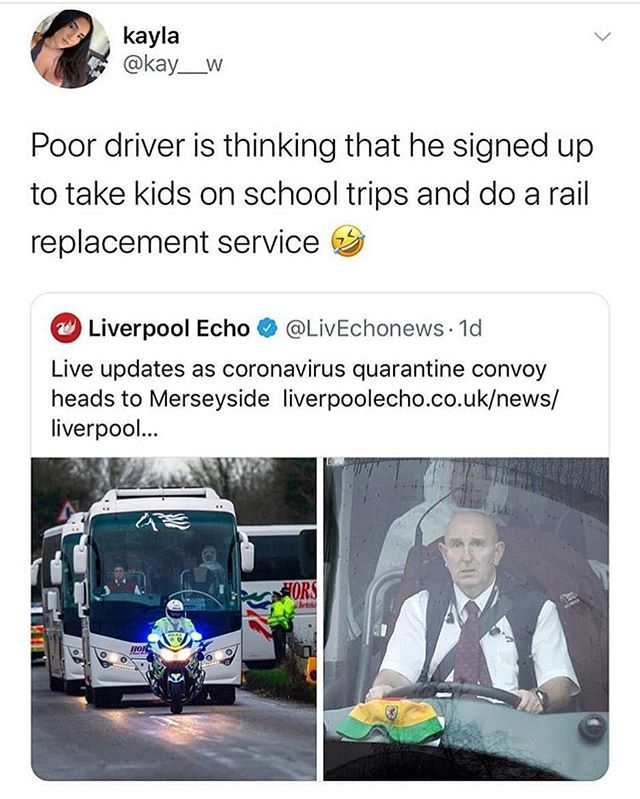 kayla
@kay__w
Poor driver is thinking that he signed up
to take kids on school trips and do a rail
replacement service 🤣
Liverpool Echo @LivEchonews · 1d
Live updates as coronavirus quarantine convoy
heads to Merseyside liverpoolecho.co.uk/news/
liverpool...
HORS